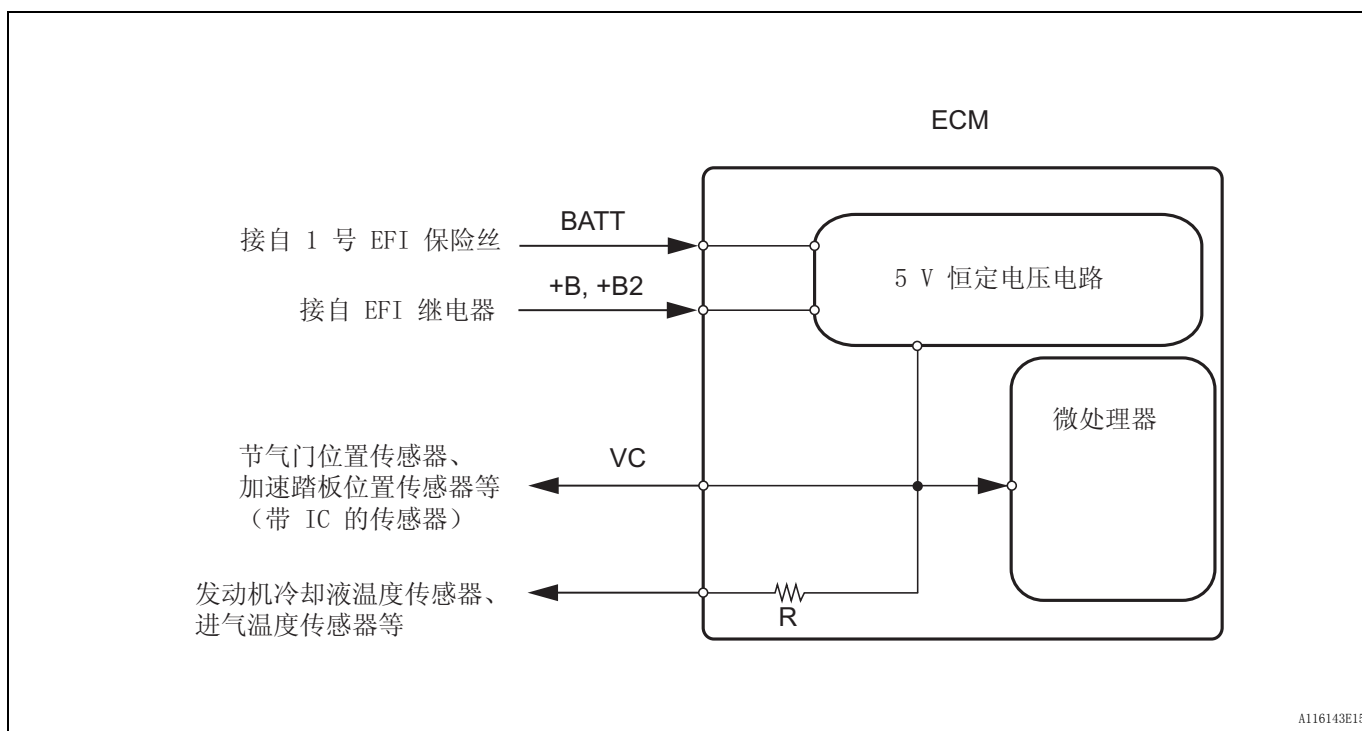 ECM
BATT
接自 1 号 EFI 保险丝
+B, +B2
接自 EFI 继电器
5 V 恒定电压电路
微处理器
VC
节气门位置传感器、
加速踏板位置传感器等
（带 IC 的传感器）
发动机冷却液温度传感器、
进气温度传感器等
R
A116143E15